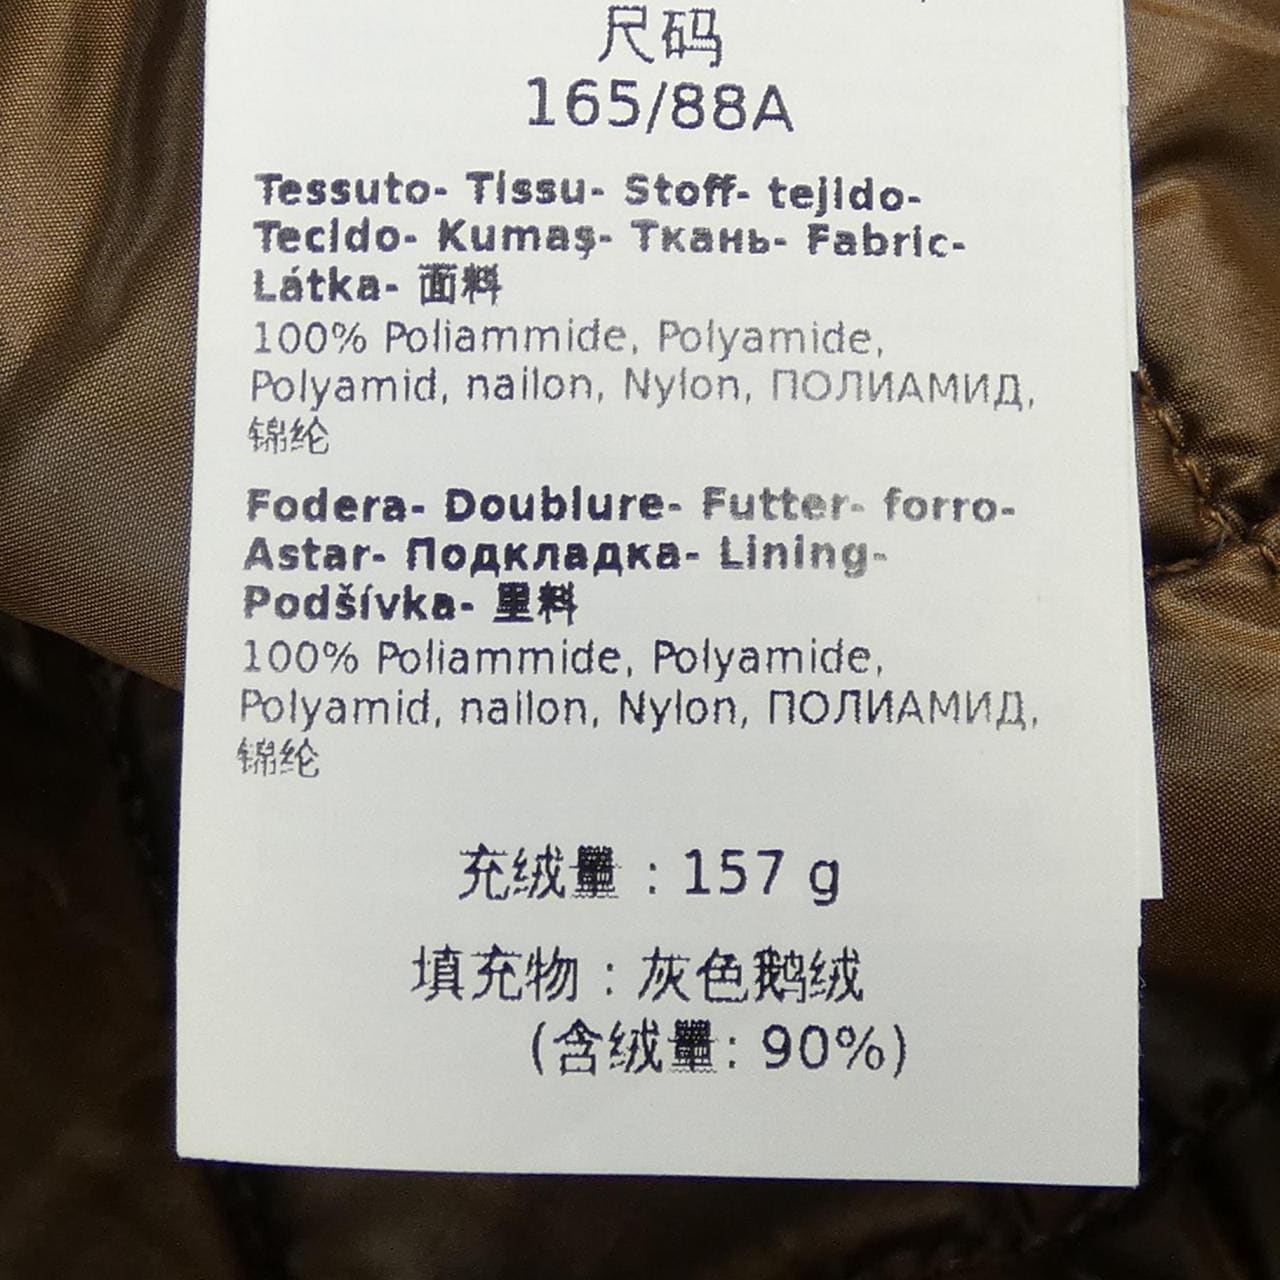 尺码
165/88A
Tessuto- Tissu- Stoff- tejido-
Tecido- Kumaş- Ткань- Fabric-
Látka- 面料
100% Poliammide, Polyamide,
Polyamid, nailon, Nylon, ПОЛИАМИД,
锦纶
Fodera- Doublure- Futter- forro-
Astar- Подкладка- Lining-
Podšívka- 里料
100% Poliammide, Polyamide,
Polyamid, nailon, Nylon, ПОЛИАМИД,
锦纶
充绒量 : 157 g
填充物 : 灰色鹅绒
(含绒量: 90%)